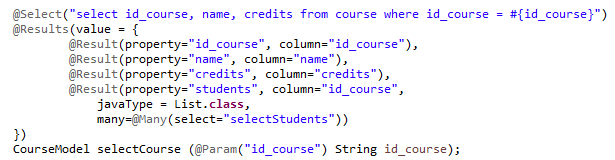 @Select("select id_course, name, credits from course where id_course = #{id_course}")
@Results(value = {
@Result(property="id_course", column="id_course"),
@Result(property="name", column="name"),
@Result(property="credits", column="credits"),
@Result(property="students", column="id_course",
javaType = List.class,
many=@Many(select="selectStudents"))
})
CourseModel selectCourse (@Param("id_course") String id_course);